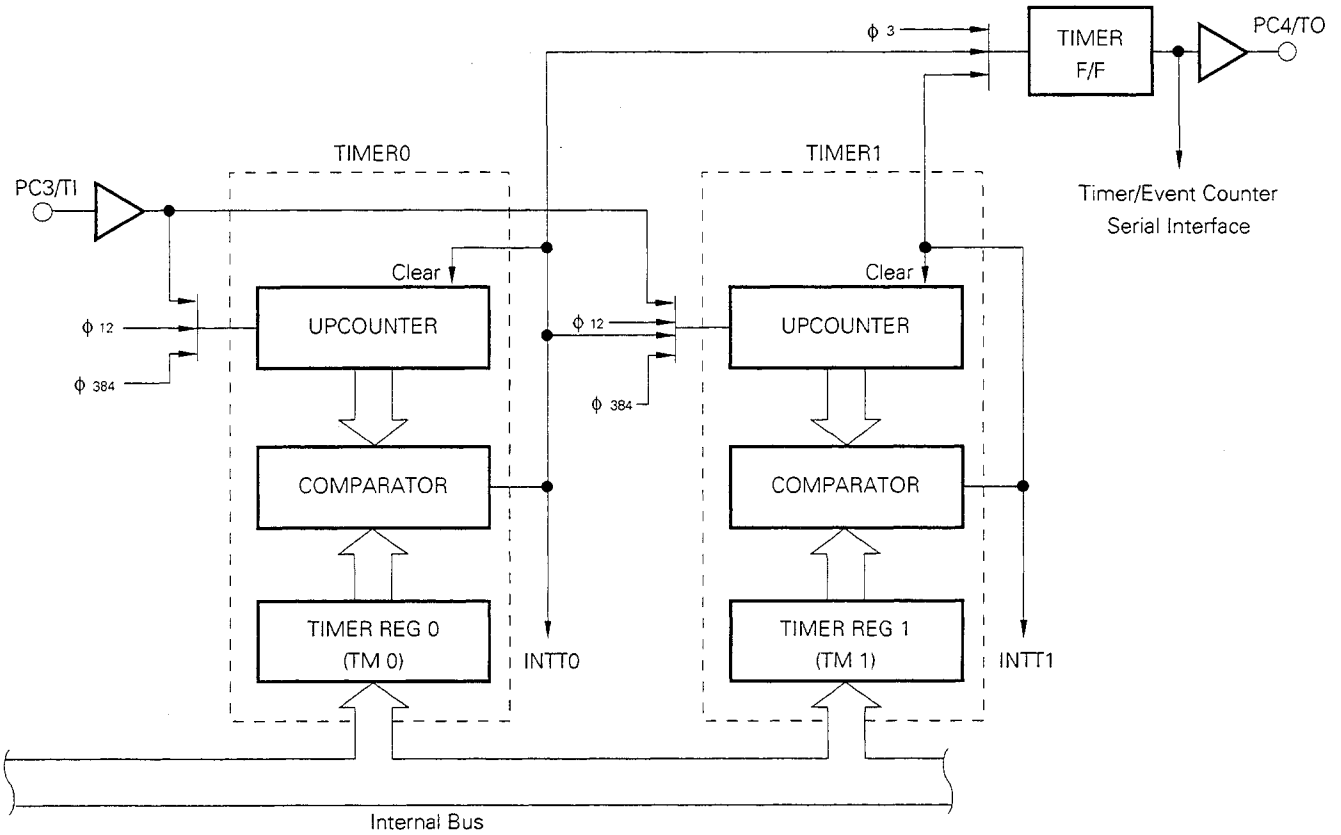 ϕ 3
TIMER
F/F
PC4/TO
TIMER0
TIMER1
PC3/TI
Timer/Event Counter
Serial Interface
Clear
Clear
UPCOUNTER
UPCOUNTER
ϕ 12
ϕ 12
ϕ 384
ϕ 384
COMPARATOR
COMPARATOR
TIMER REG 0
(TM 0)
INTT0
TIMER REG 1
(TM 1)
INTT1
Internal Bus